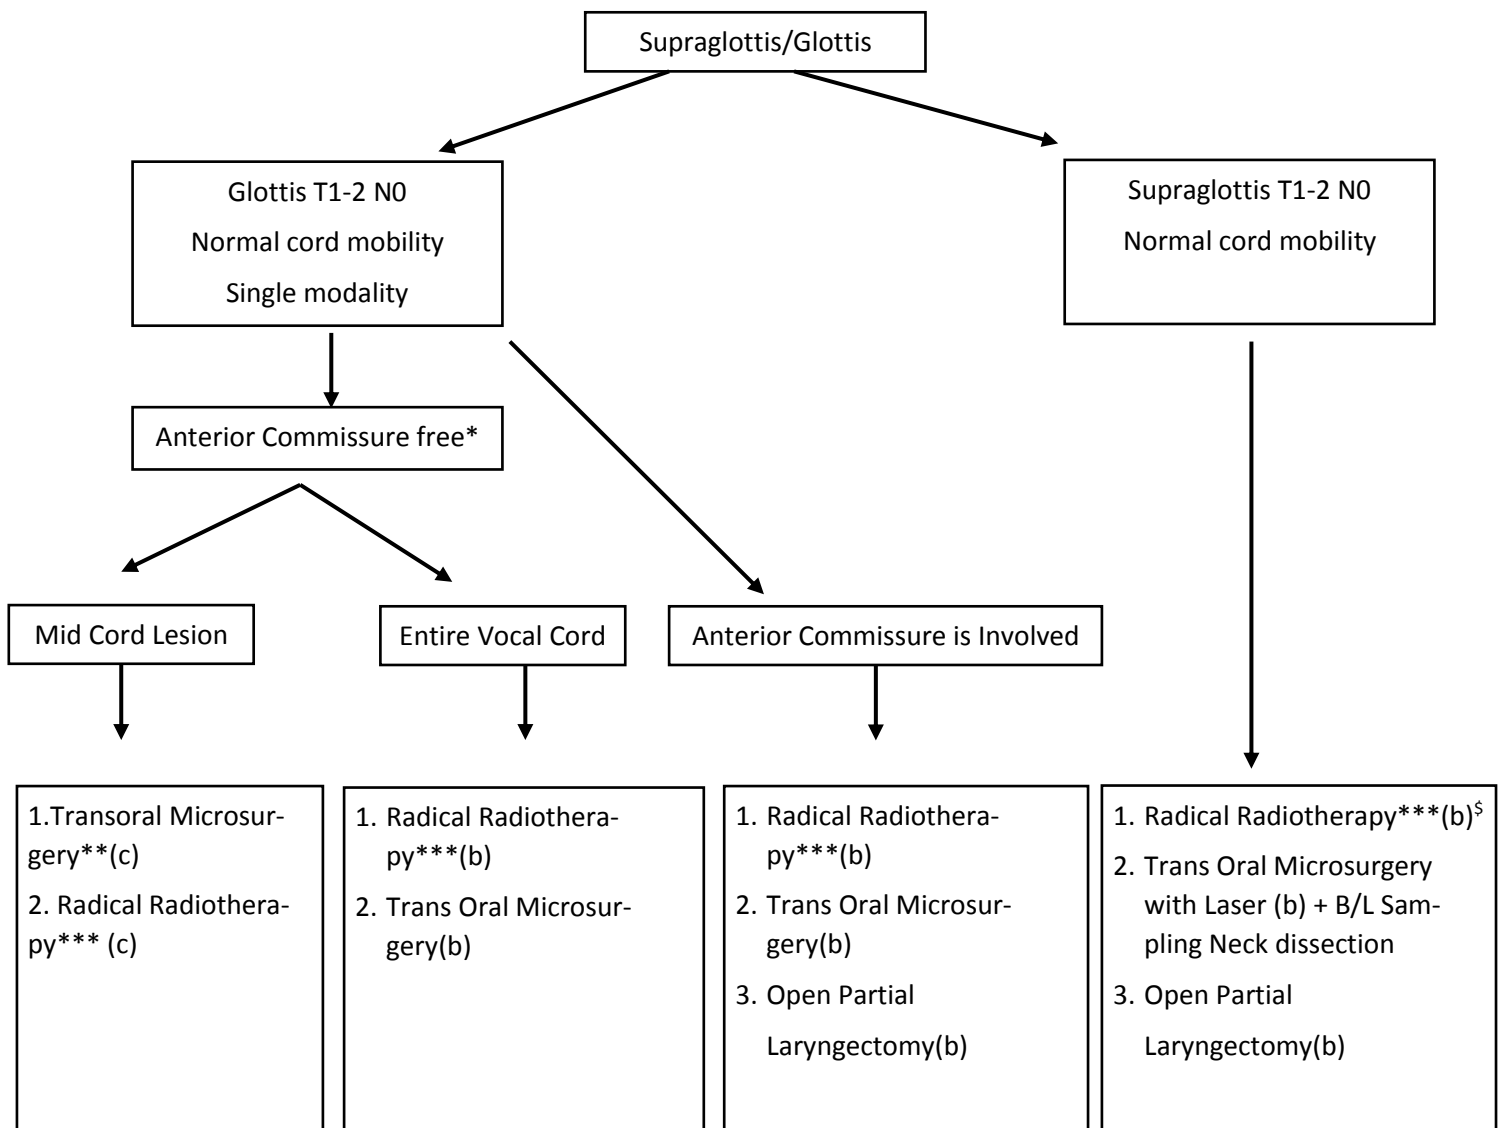 Supraglottis/Glottis
Glottis T1-2 N0
Normal cord mobility
Single modality
Supraglottis T1-2 N0
Normal cord mobility
Anterior Commissure free*
Mid Cord Lesion
Entire Vocal Cord
Anterior Commissure is Involved
1.Transoral Microsur-
gery**(c)
2. Radical Radiothera-
py*** (c)
1. Radical Radiothera-
py***(b)
2. Trans Oral Microsur-
gery(b)
1. Radical Radiothera-
py***(b)
2. Trans Oral Microsur-
gery(b)
3. Open Partial
Laryngectomy(b)
1. Radical Radiotherapy***(b)$
2. Trans Oral Microsurgery
with Laser (b) + B/L Sam-
pling Neck dissection
3. Open Partial
Laryngectomy(b)